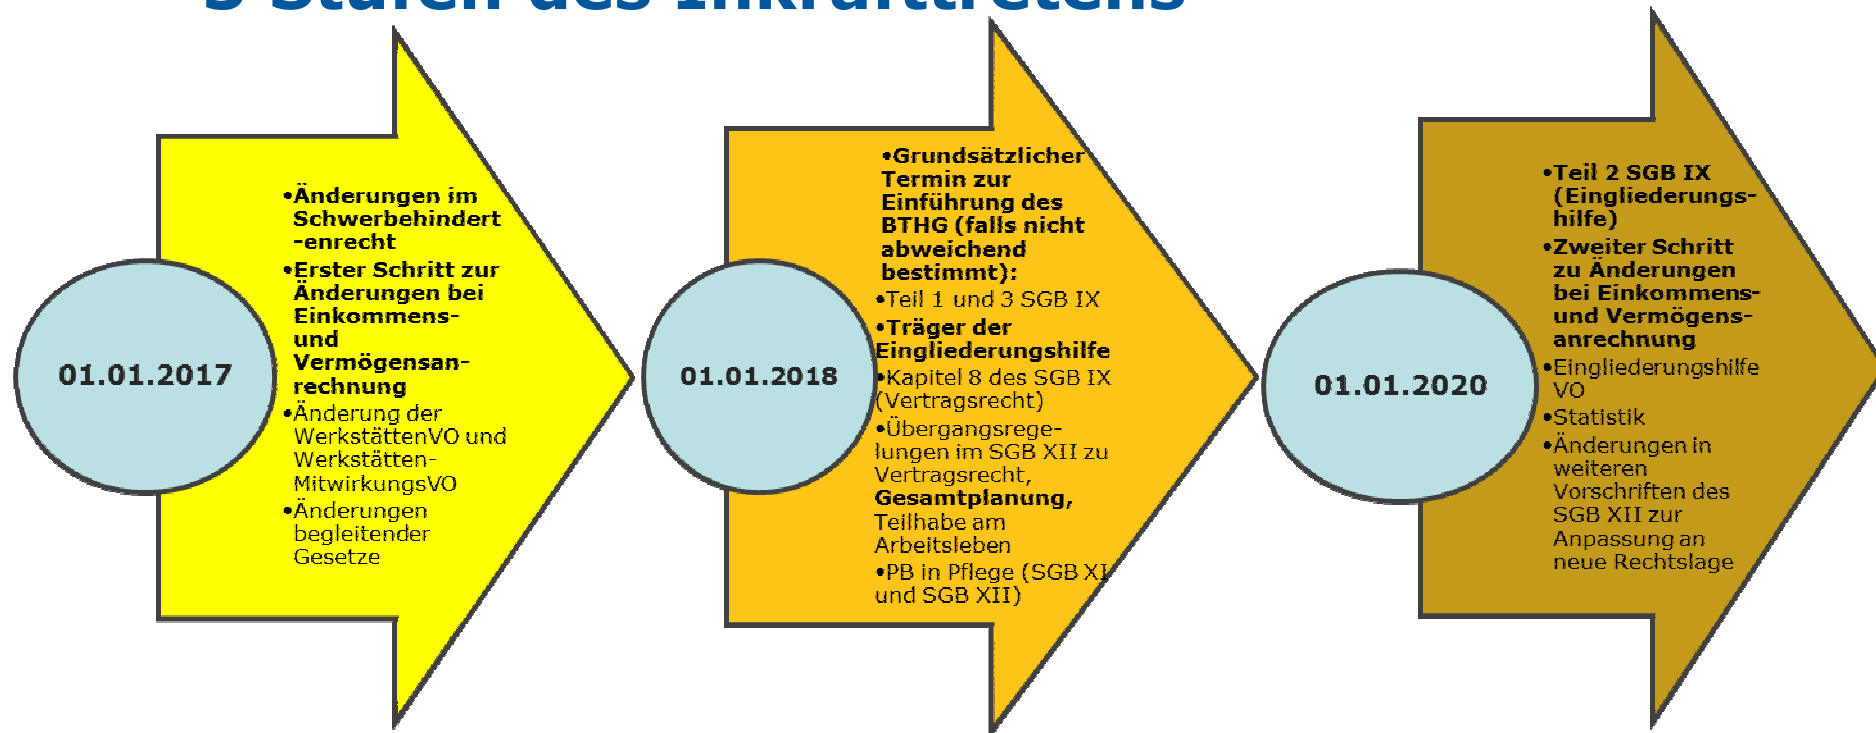 3 Stufen des Inkrafttretens
01.01.2017
•Änderungen im
Schwerbehindert
-enrecht
•Erster Schritt zur
Änderungen bei
Einkommens-
und
Vermögensan-
rechnung
•Änderung der
WerkstättenVO und
Werkstätten-
MitwirkungsVO
•Änderungen
begleitender
Gesetze
01.01.2018
•Grundsätzlicher
Termin zur
Einführung des
BTHG (falls nicht
abweichend
bestimmt):
•Teil 1 und 3 SGB IX
•Träger der
Eingliederungshilfe
•Kapitel 8 des SGB IX
(Vertragsrecht)
•Übergangsrege-
lungen im SGB XII zu
Vertragsrecht,
Gesamtplanung,
Teilhabe am
Arbeitsleben
•PB in Pflege (SGB XI
und SGB XII)
01.01.2020
•Teil 2 SGB IX
(Eingliederungs-
hilfe)
•Zweiter Schritt
zu Änderungen
bei Einkommens-
und Vermögens-
anrechnung
•Eingliederungshilfe
VO
•Statistik
•Änderungen in
weiteren
Vorschriften des
SGB XII zur
Anpassung an
neue Rechtslage